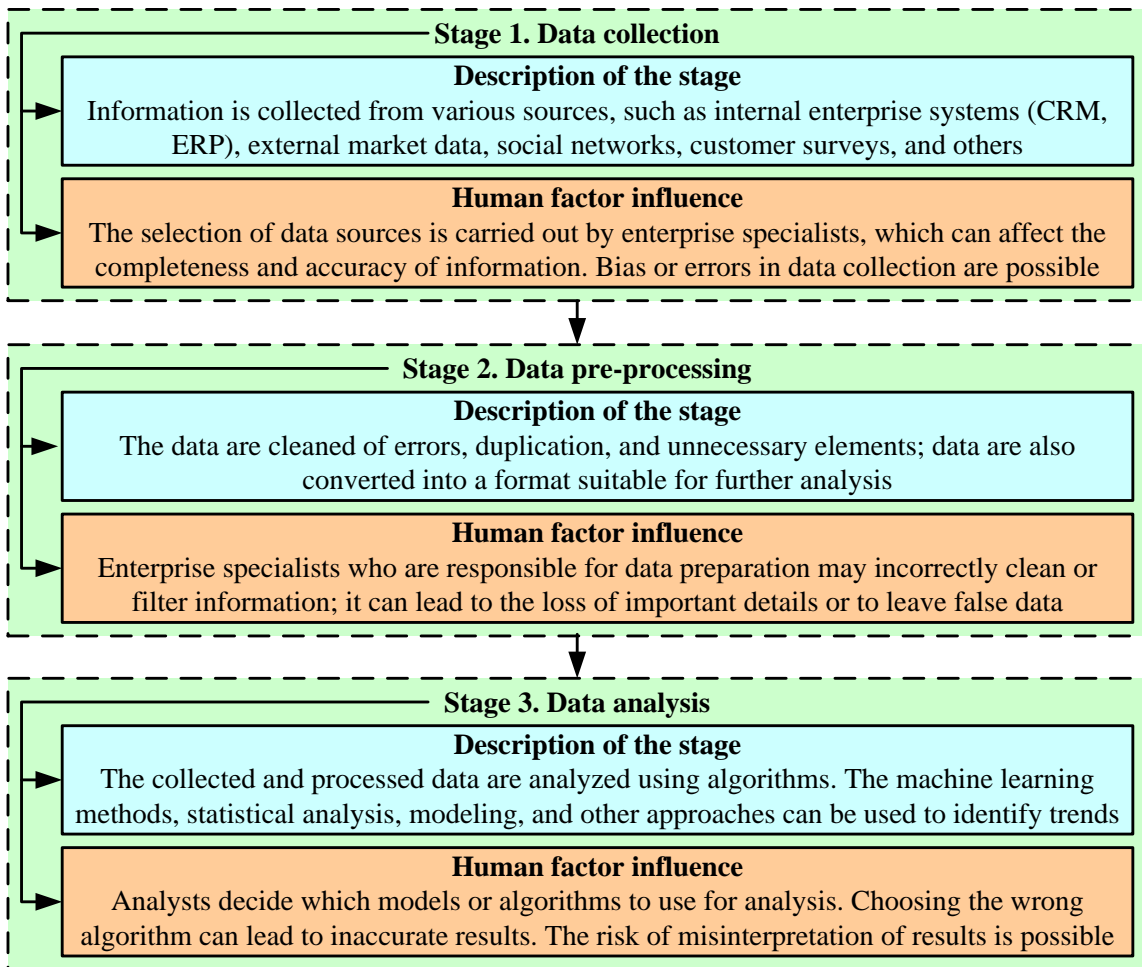 Stage 1. Data collection
Description of the stage
Information is collected from various sources, such as internal enterprise systems (CRM,
ERP), external market data, social networks, customer surveys, and others
Human factor influence
The selection of data sources is carried out by enterprise specialists, which can affect the
completeness and accuracy of information. Bias or errors in data collection are possible
Stage 2. Data pre-processing
Description of the stage
The data are cleaned of errors, duplication, and unnecessary elements; data are also
converted into a format suitable for further analysis
Human factor influence
Enterprise specialists who are responsible for data preparation may incorrectly clean or
filter information; it can lead to the loss of important details or to leave false data
Stage 3. Data analysis
Description of the stage
The collected and processed data are analyzed using algorithms. The machine learning
methods, statistical analysis, modeling, and other approaches can be used to identify trends
Human factor influence
Analysts decide which models or algorithms to use for analysis. Choosing the wrong
algorithm can lead to inaccurate results. The risk of misinterpretation of results is possible